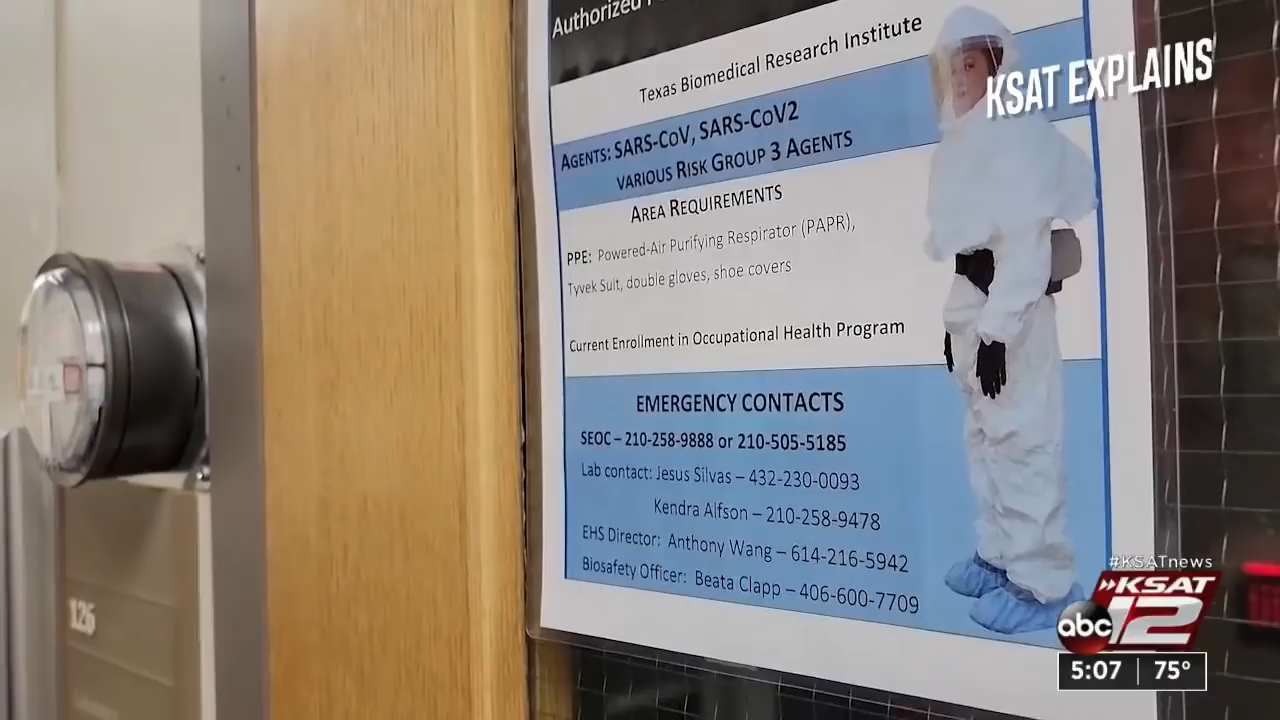 Authorized
Texas Biomedical Research Institute
KSAT EXPLAINS
AGENTS: SARS-COV, SARS-COV2
VARIOUS RISK GROUP 3 AGENTS
AREA REQUIREMENTS
PPE: Powered-Air Purifying Respirator (PAPR),
Tyvek Suit, double gloves, shoe covers
Current Enrollment in Occupational Health Program
EMERGENCY CONTACTS
SEOC – 210-258-9888 or 210-505-5185
Lab contact: Jesus Silvas – 432-230-0093
Kendra Alfson – 210-258-9478
EHS Director: Anthony Wang – 614-216-5942
Biosafety Officer: Beata Clapp – 406-600-7709
126
#KSATnews
KSAT
abc 12
5:07 75°